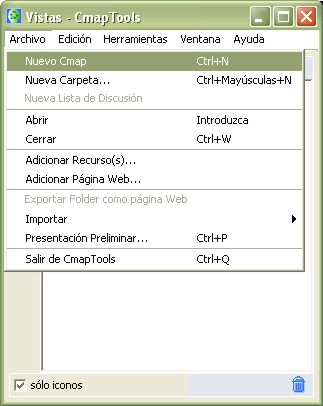 Vistas - CmapTools
Archivo Edición Herramientas Ventana Ayuda
Nuevo Cmap Ctrl+N
Nueva Carpeta... Ctrl+Mayúsculas+N
Nueva Lista de Discusión
Abrir Introduzca
Cerrar Ctrl+W
Adicionar Recurso(s)...
Adicionar Página Web...
Exportar Folder como página Web
Importar
Presentación Preliminar... Ctrl+P
Salir de CmapTools Ctrl+Q
sólo iconos